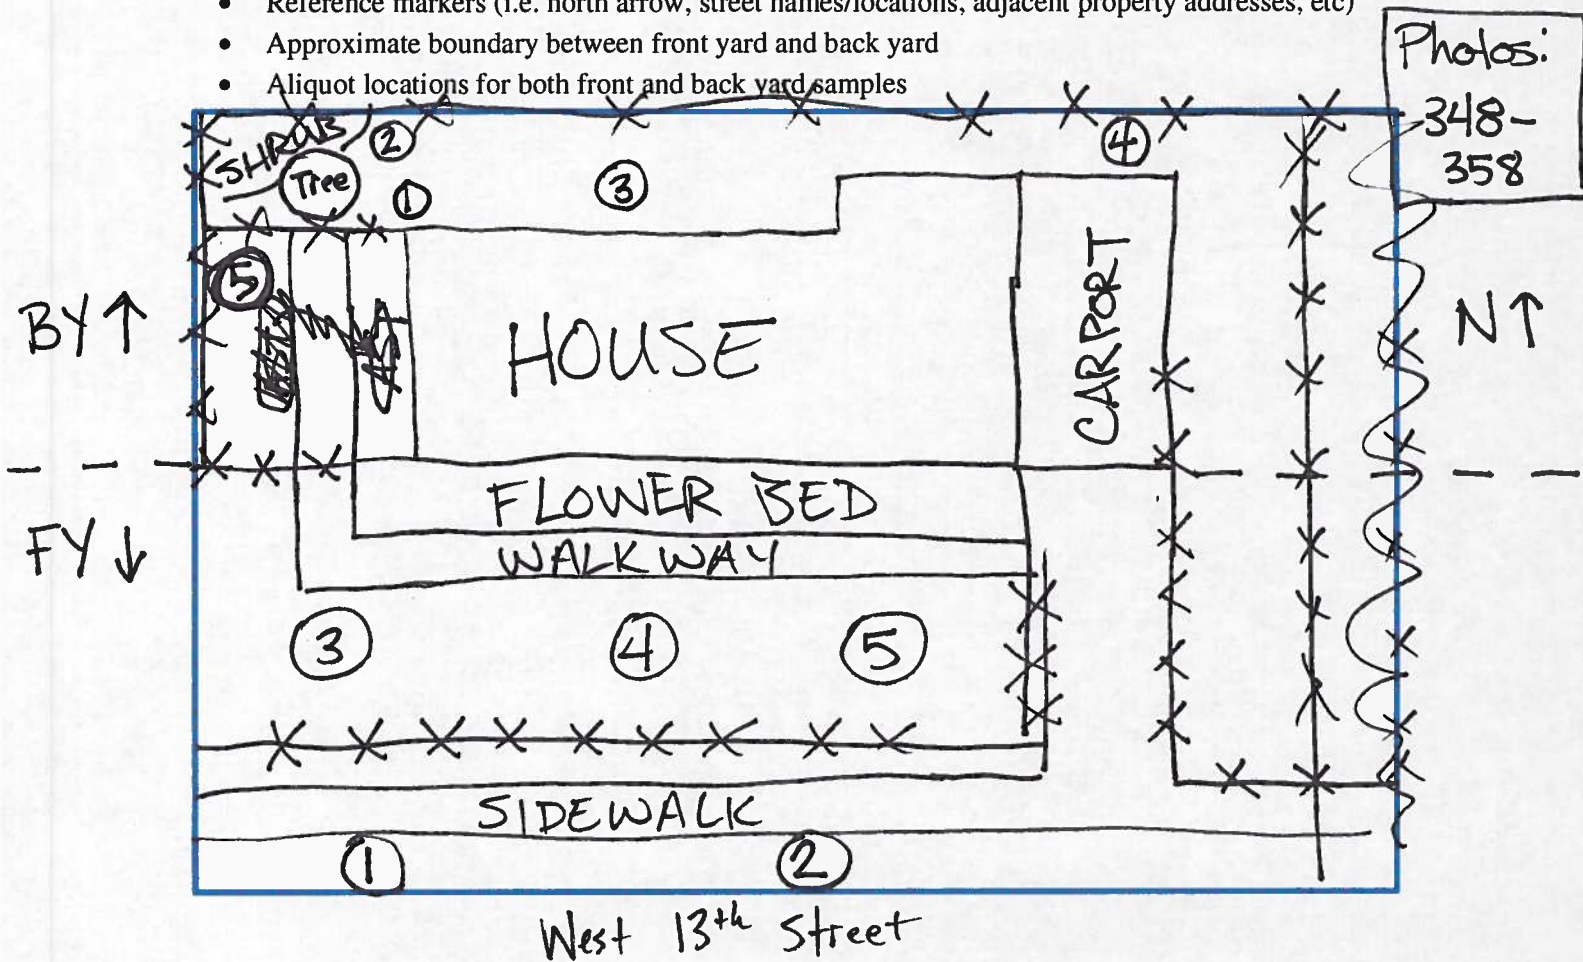 • Reference markers (i.e. north arrow, street names/locations, adjacent property addresses, etc)
• Approximate boundary between front yard and back yard
• Aliquot locations for both front and back yard samples
Photos:
348-
358
SHRUB
Tree
②
①
③
④
⑤
BY↑
HOUSE
CARPORT
N↑
FLOWER BED
WALKWAY
FY↓
③
④
⑤
SIDEWALK
①
②
West 13th Street